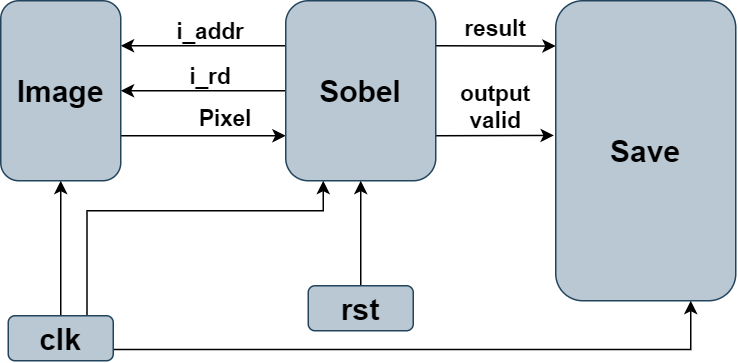 i_addr
result
i_rd
Image
Sobel
output
valid
Pixel
Save
rst
clk